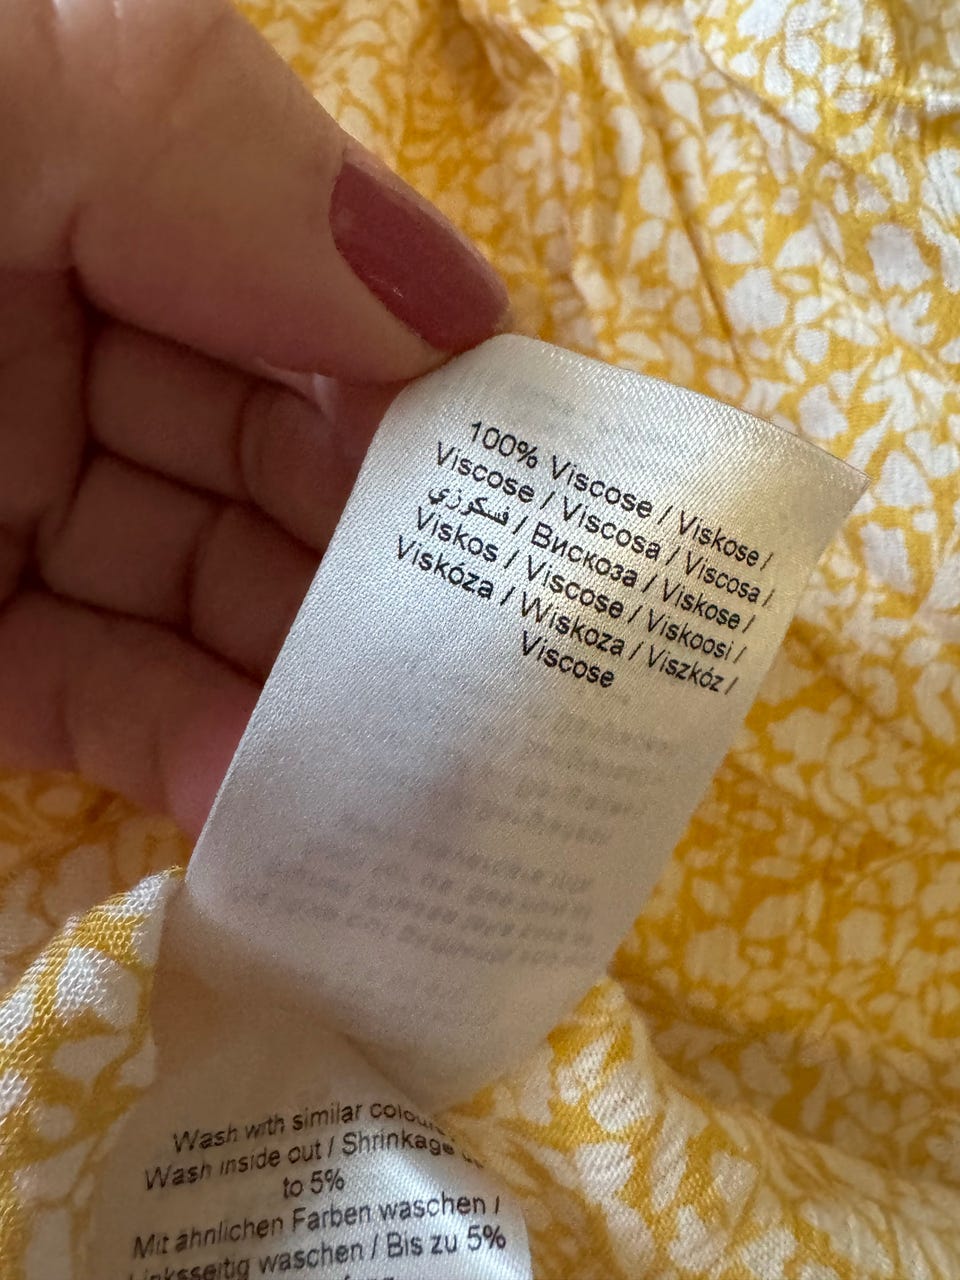 100% Viscose / Viskose /
Viscose / Viscosa / Viscosa /
فسكوزي / Вискоза / Viskose /
Viskos / Viscose / Viskoosi /
Viskóza / Wiskoza / Viszkóz /
Viscose
Wash with similar colours
Wash inside out / Shrinkage
to 5%
Mit ähnlichen Farben waschen /
Linksseitig waschen / Bis zu 5%